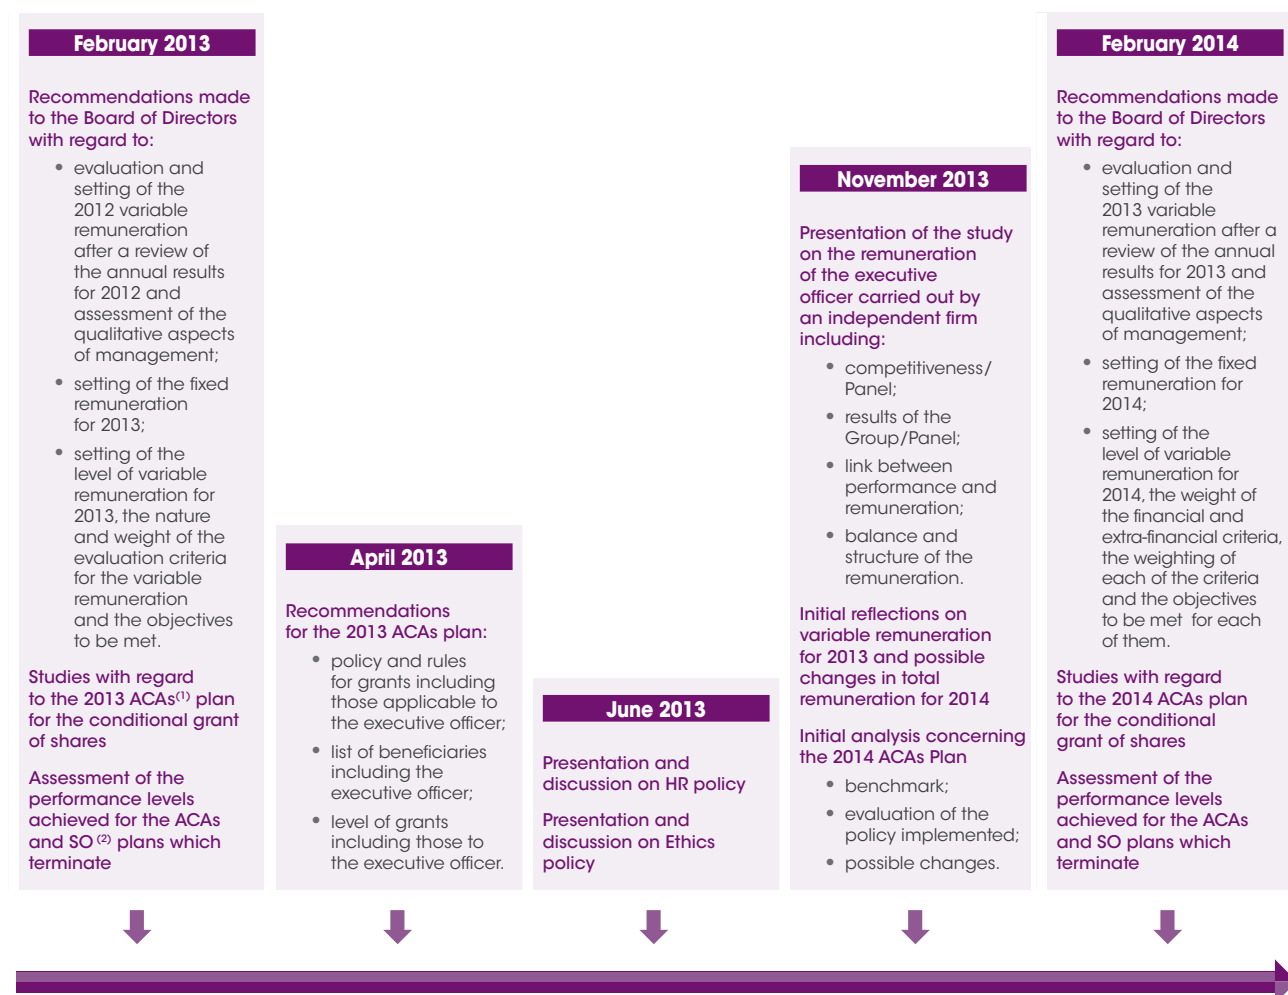 February 2013
Recommendations made
to the Board of Directors
with regard to:
• evaluation and
setting of the
2012 variable
remuneration
after a review of
the annual results
for 2012 and
assessment of the
qualitative aspects
of management;
• setting of the fixed
remuneration
for 2013;
• setting of the
level of variable
remuneration for
2013, the nature
and weight of the
evaluation criteria
for the variable
remuneration
and the objectives
to be met.
Studies with regard
to the 2013 ACAs(1) plan
for the conditional grant
of shares
Assessment of the
performance levels
achieved for the ACAs
and SO (2) plans which
terminate
April 2013
Recommendations
for the 2013 ACAs plan:
• policy and rules
for grants including
those applicable to
the executive officer;
• list of beneficiaries
including the
executive officer;
• level of grants
including those to
the executive officer.
June 2013
Presentation and
discussion on HR policy
Presentation and
discussion on Ethics
policy
November 2013
Presentation of the study
on the remuneration
of the executive
officer carried out by
an independent firm
including:
• competitiveness/
Panel;
• results of the
Group/Panel;
• link between
performance and
remuneration;
• balance and
structure of the
remuneration.
Initial reflections on
variable remuneration
for 2013 and possible
changes in total
remuneration for 2014
Initial analysis concerning
the 2014 ACAs Plan
• benchmark;
• evaluation of the
policy implemented;
• possible changes.
February 2014
Recommendations made
to the Board of Directors
with regard to:
• evaluation and
setting of the
2013 variable
remuneration after a
review of the annual
results for 2013 and
assessment of the
qualitative aspects
of management;
• setting of the fixed
remuneration for
2014;
• setting of the
level of variable
remuneration for
2014, the weight of
the financial and
extra-financial criteria,
the weighting of
each of the criteria
and the objectives
to be met for each
of them.
Studies with regard
to the 2014 ACAs plan
for the conditional
grant of shares
Assessment of the
performance levels
achieved for the ACAs
and SO plans which
terminate